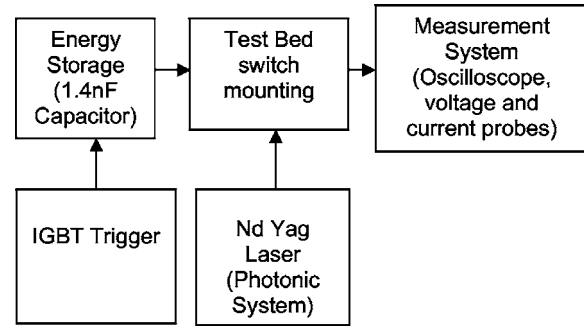 Energy
Storage
(1.4nF
Capacitor)
Test Bed
switch
mounting
Measurement
System
(Oscilloscope,
voltage and
current probes)
IGBT Trigger
Nd Yag
Laser
(Photonic
System)